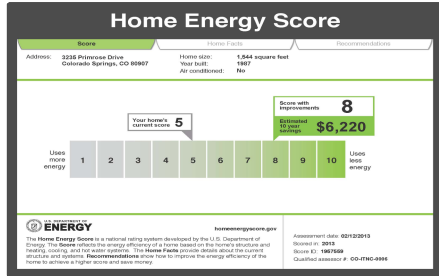 Home Energy Score
Score Home Facts Recommendations
Address: 3235 Primrose Drive
Colorado Springs, CO 80907
Home size: 1,844 square feet
Year built: 1987
Air conditioned: No
Score with improvements 8
Your home's current score 5
Estimated 10 year savings $6,220
Uses more energy 1 2 3 4 5 6 7 8 9 10 Uses less energy
U.S. DEPARTMENT OF
ENERGY
homeenergyscore.gov
The Home Energy Score is a national rating system developed by the U.S. Department of
Energy. The Score reflects the energy efficiency of a home based on the home's structure and
heating, cooling, and hot water systems. The Home Facts provide details about the current
structure and systems. Recommendations show how to improve the energy efficiency of the
home to achieve a higher score and save money.
Assessment date: 02/12/2013
Scored in: 2013
Score ID: 1957559
Qualified assessor #: CO-ITNC-0006